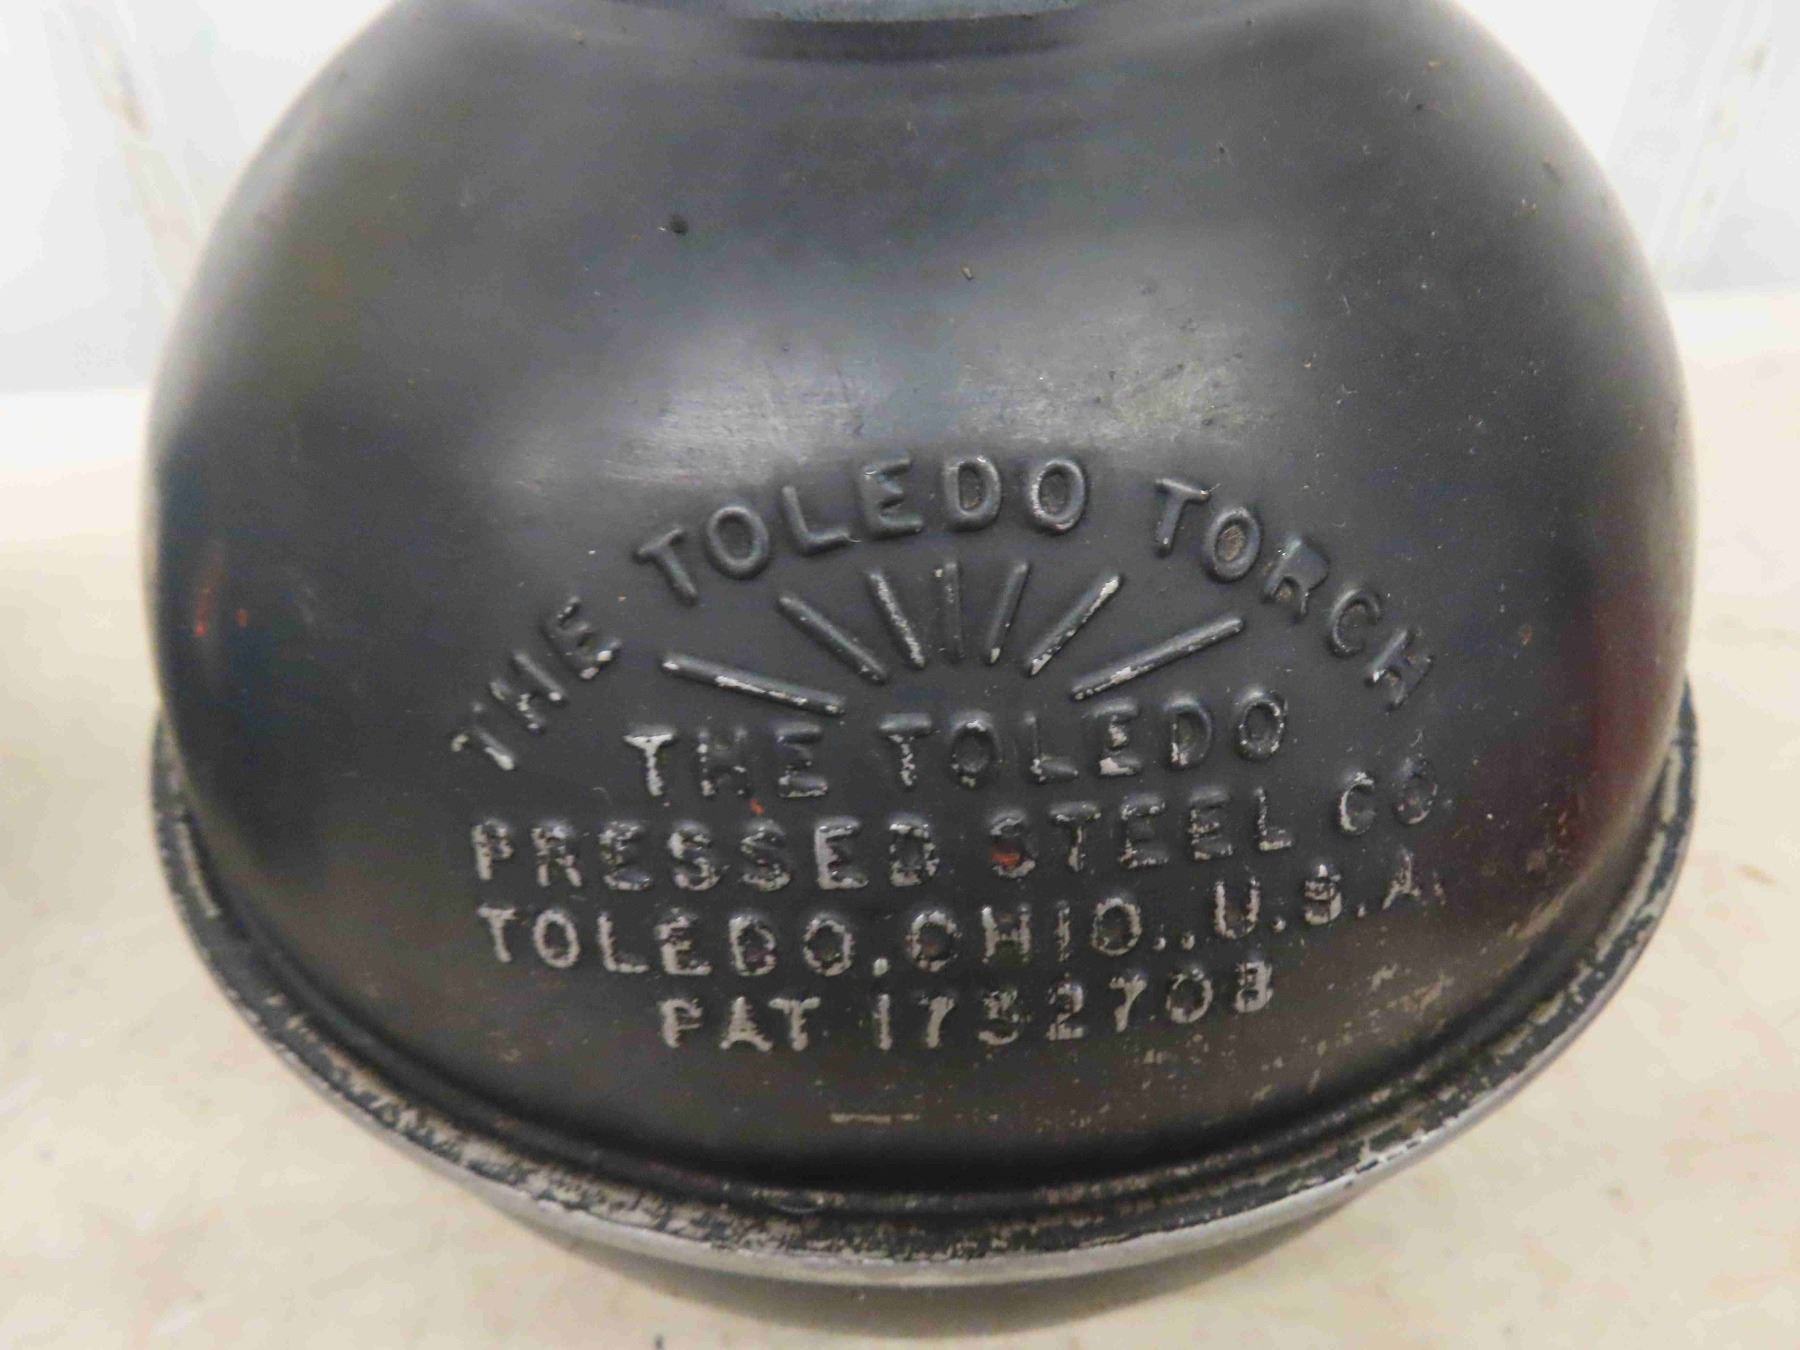 THE TOLEDO TORCH
THE TOLEDO
PRESSED STEEL CO.
TOLEDO, OHIO., U.S.A.
PAT 1732708